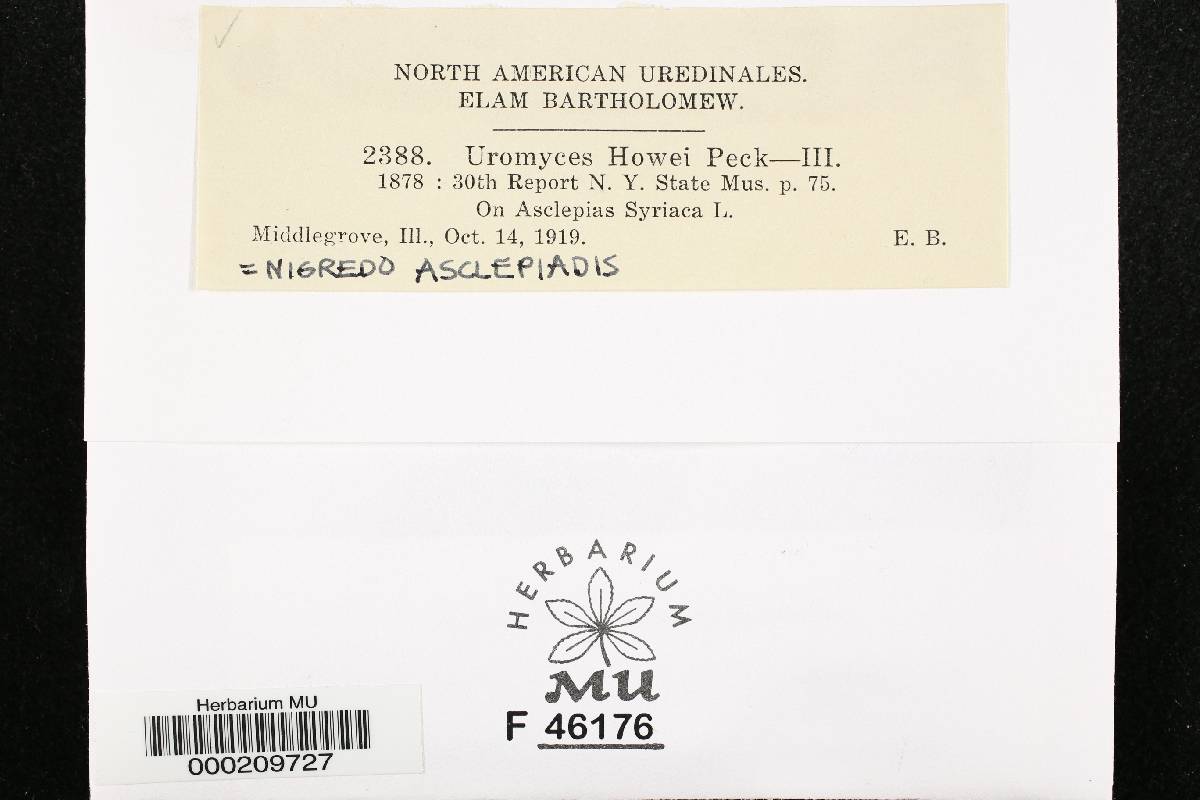 NORTH AMERICAN UREDINALES.
ELAM BARTHOLOMEW.
2388. Uromyces Howei Peck—III.
1878 : 30th Report N. Y. State Mus. p. 75.
On Asclepias Syriaca L.
Middlegrove, Ill., Oct. 14, 1919. E. B.
= NIGREDO ASCLEPIADIS
HERBARIUM
MU
F 46176
Herbarium MU
000209727